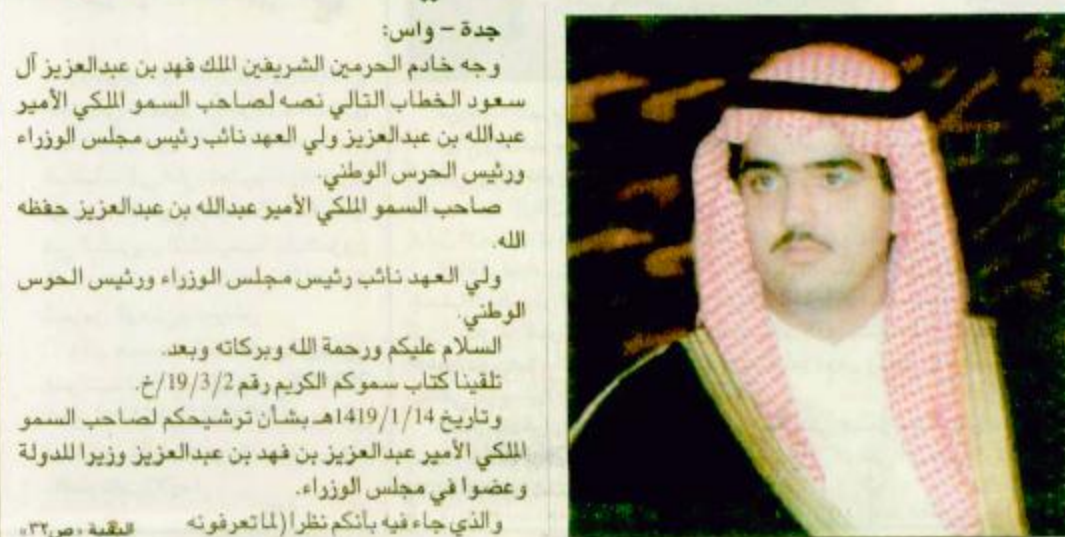 جدة – واس:
وجه خادم الحرمين الشريفين الملك فهد بن عبدالعزيز آل
سعود الخطاب التالي نصه لصاحب السمو الملكي الأمير
عبدالله بن عبدالعزيز ولي العهد نائب رئيس مجلس الوزراء
ورئيس الحرس الوطني.
صاحب السمو الملكي الأمير عبدالله بن عبدالعزيز حفظه
الله.
ولي العهد نائب رئيس مجلس الوزراء ورئيس الحرس
الوطني.
السلام عليكم ورحمة الله وبركاته وبعد.
تلقينا كتاب سموكم الكريم رقم 19/3/2/خ.
وتاريخ 1419/1/14هـ بشأن ترشيحكم لصاحب السمو
الملكي الأمير عبدالعزيز بن فهد بن عبدالعزيز وزيرا للدولة
وعضوا في مجلس الوزراء.
والذي جاء فيه بأنكم نظرا (لما تعرفونه
البقية «ص٣٢»